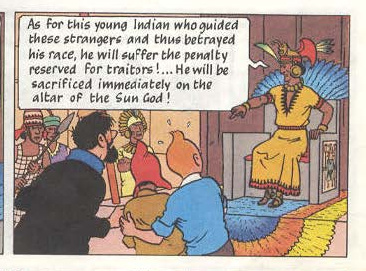 As for this young Indian who guided
these strangers and thus betrayed
his race, he will suffer the penalty
reserved for traitors!... He will be
sacrificed immediately on the
altar of the Sun God!